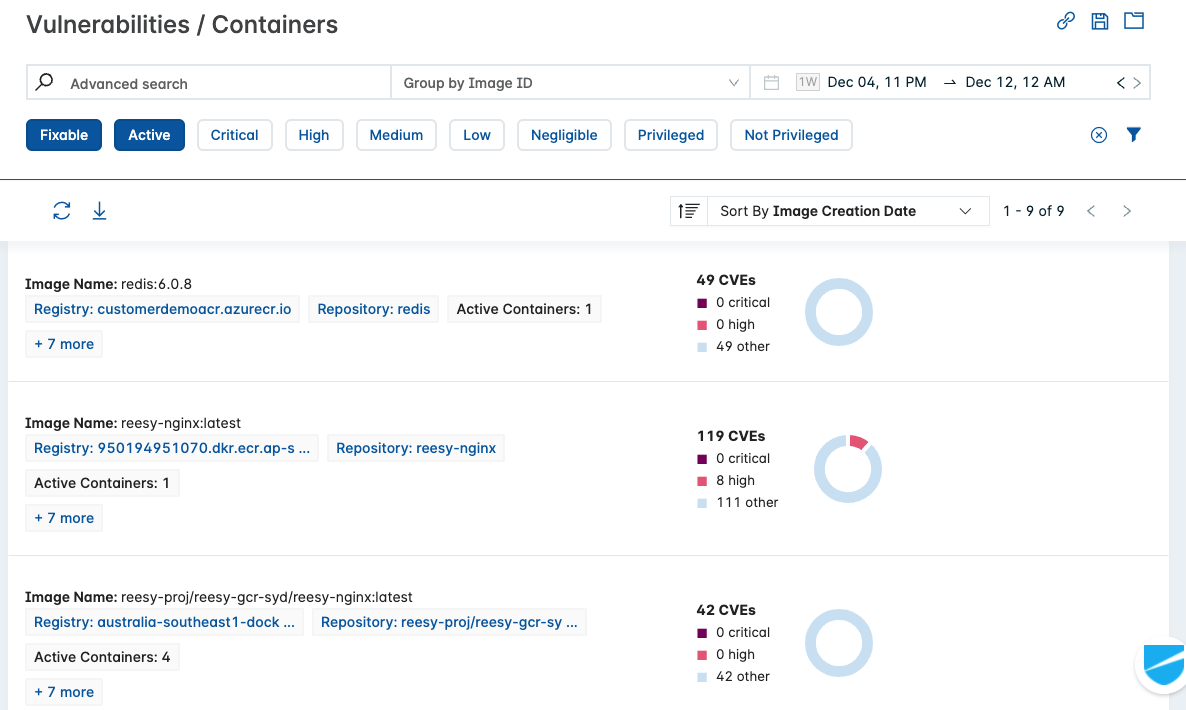 Vulnerabilities / Containers
Advanced search
Group by Image ID
1W Dec 04, 11 PM → Dec 12, 12 AM
Fixable Active Critical High Medium Low Negligible Privileged Not Privileged
Sort By Image Creation Date
1 - 9 of 9
Image Name: redis:6.0.8
Registry: customerdemoacr.azurecr.io Repository: redis Active Containers: 1
+ 7 more
49 CVEs
0 critical
0 high
49 other
Image Name: reesy-nginx:latest
Registry: 950194951070.dkr.ecr.ap-s ... Repository: reesy-nginx
Active Containers: 1
+ 7 more
119 CVEs
0 critical
8 high
111 other
Image Name: reesy-proj/reesy-gcr-syd/reesy-nginx:latest
Registry: australia-southeast1-dock ... Repository: reesy-proj/reesy-gcr-sy ...
Active Containers: 4
+ 7 more
42 CVEs
0 critical
0 high
42 other